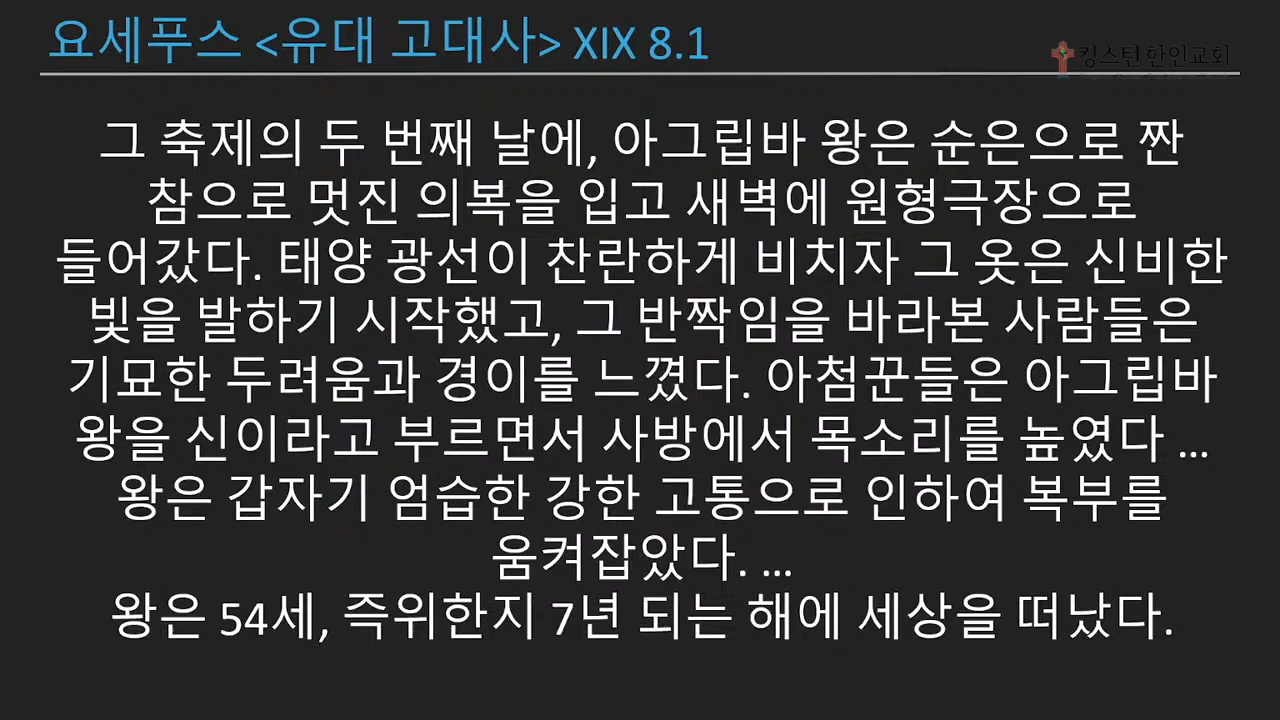 요세푸스 <유대 고대사> XIX 8.1
킹스턴한인교회
그 축제의 두 번째 날에, 아그립바 왕은 순은으로 짠
참으로 멋진 의복을 입고 새벽에 원형극장으로
들어갔다. 태양 광선이 찬란하게 비치자 그 옷은 신비한
빛을 발하기 시작했고, 그 반짝임을 바라본 사람들은
기묘한 두려움과 경이를 느꼈다. 아첨꾼들은 아그립바
왕을 신이라고 부르면서 사방에서 목소리를 높였다 ...
왕은 갑자기 엄습한 강한 고통으로 인하여 복부를
움켜잡았다. ...
왕은 54세, 즉위한지 7년 되는 해에 세상을 떠났다.